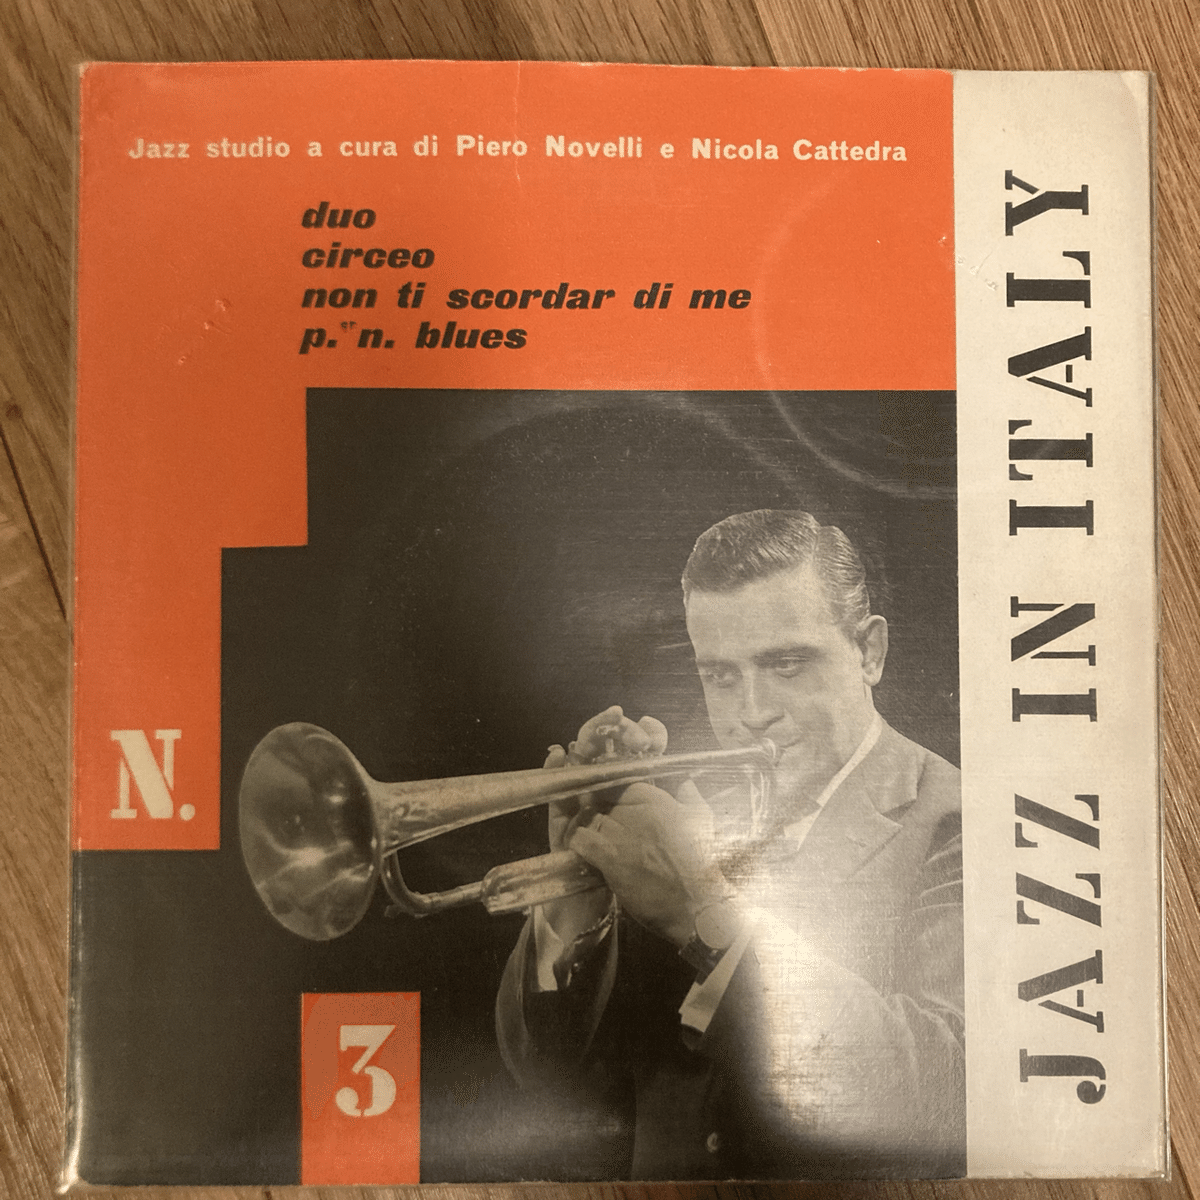 Jazz studio a cura di Piero Novelli e Nicola Cattedra
duo
circeo
non ti scordar di me
p. n. blues
N.
3
JAZZ IN ITALY